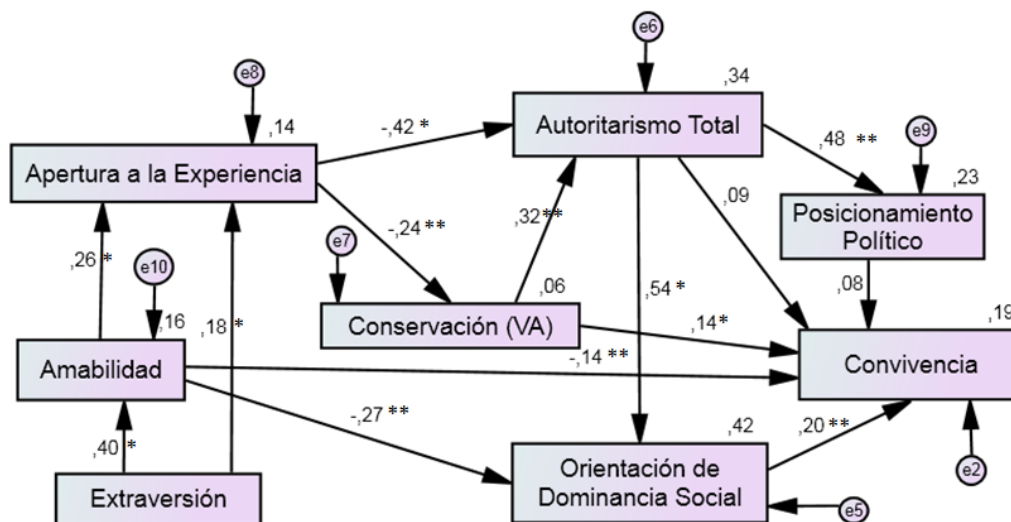 e6
e8
,34
,14
Autoritarismo Total
-,42 *
,48 **
e9
Apertura a la Experiencia
,23
,09
Posicionamiento
Político
-,24 **
,32**
e7
,26 *
e10
,06
,54 *
,08
,16
,18 *
,19
Conservación (VA)
,14*
-,14 **
Amabilidad
Convivencia
-,27 **
,42
,20 **
,40 *
Orientación de
Dominancia Social
e2
Extraversión
e5